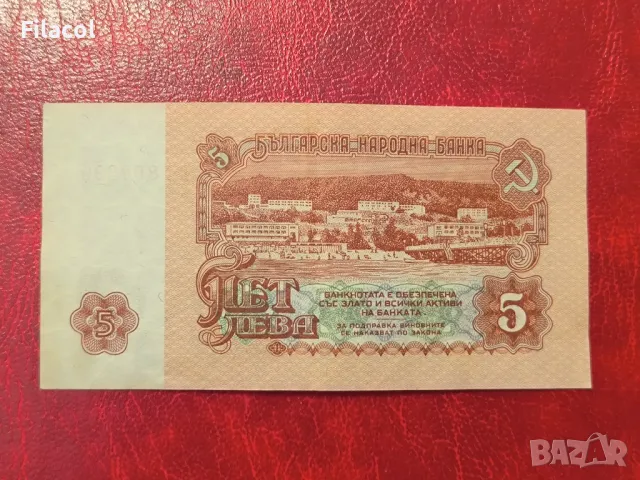 Filacol
5
БЪЛГАРСКА НАРОДНА БАНКА
ПЕТ
ЛЕВА
БАНКНОТАТА Е ОБЕЗПЕЧЕНА
СЪС ЗЛАТО И ВСИЧКИ АКТИВИ
НА БАНКАТА
ЗА ПОДПРАВКА ВИНОВНИТЕ
СЕ НАКАЗВАТ ПО ЗАКОНА
5
5
BAZAR